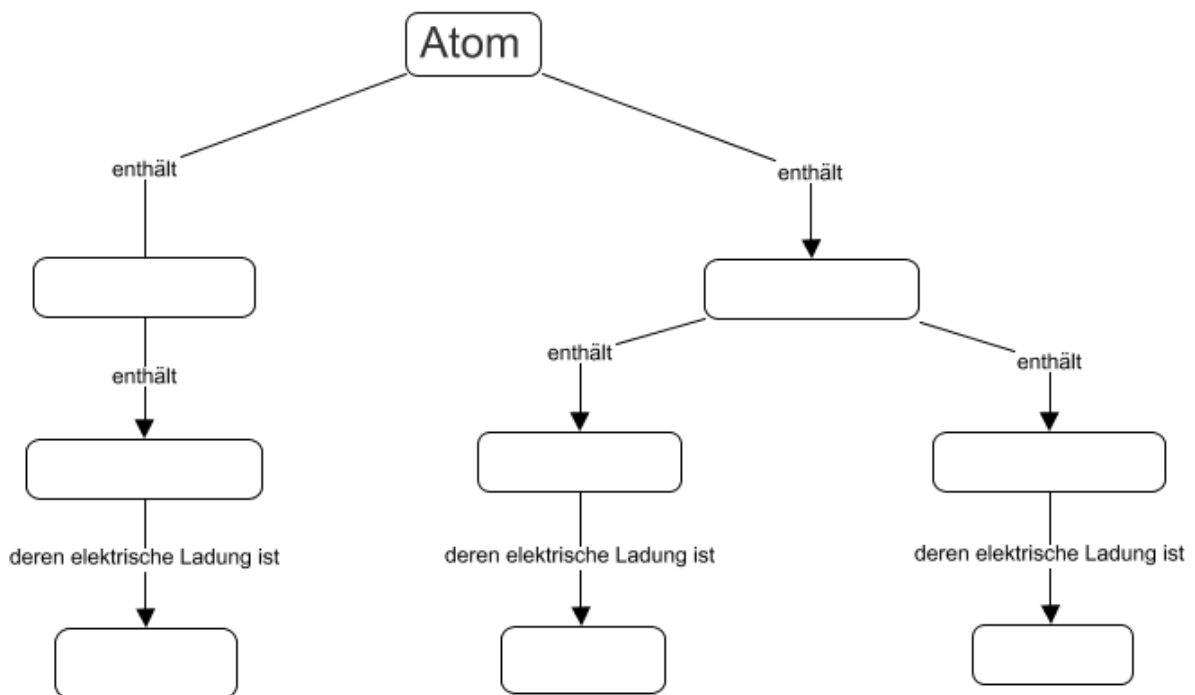 Atom
enthält
enthält
enthält
enthält
enthält
deren elektrische Ladung ist
deren elektrische Ladung ist
deren elektrische Ladung ist